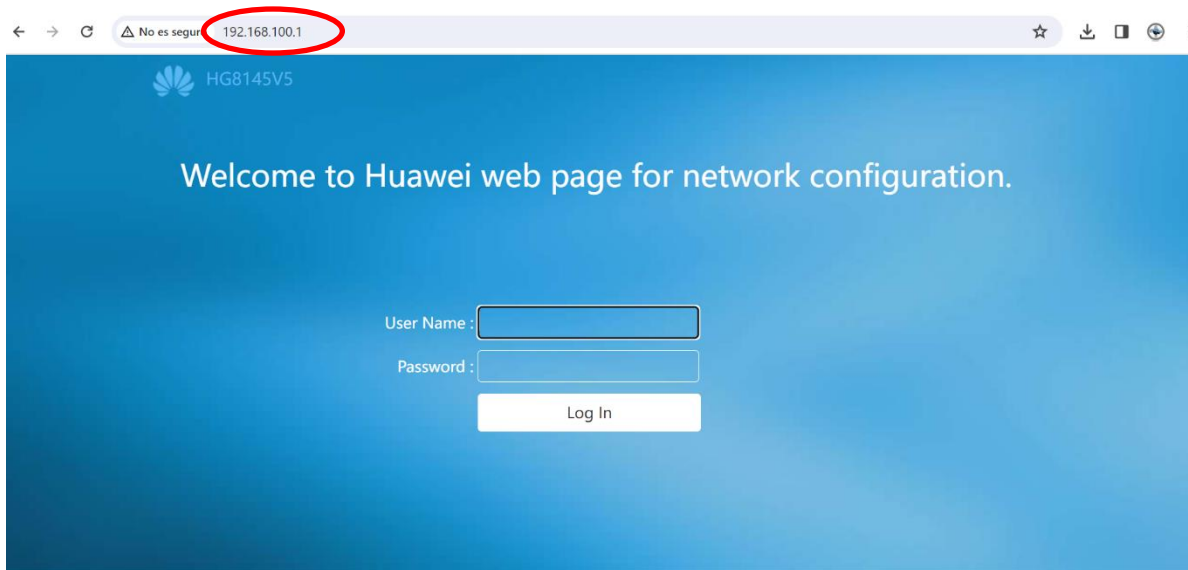 No es segur 192.168.100.1
HG8145V5
Welcome to Huawei web page for network configuration.
User Name :
Password :
Log In